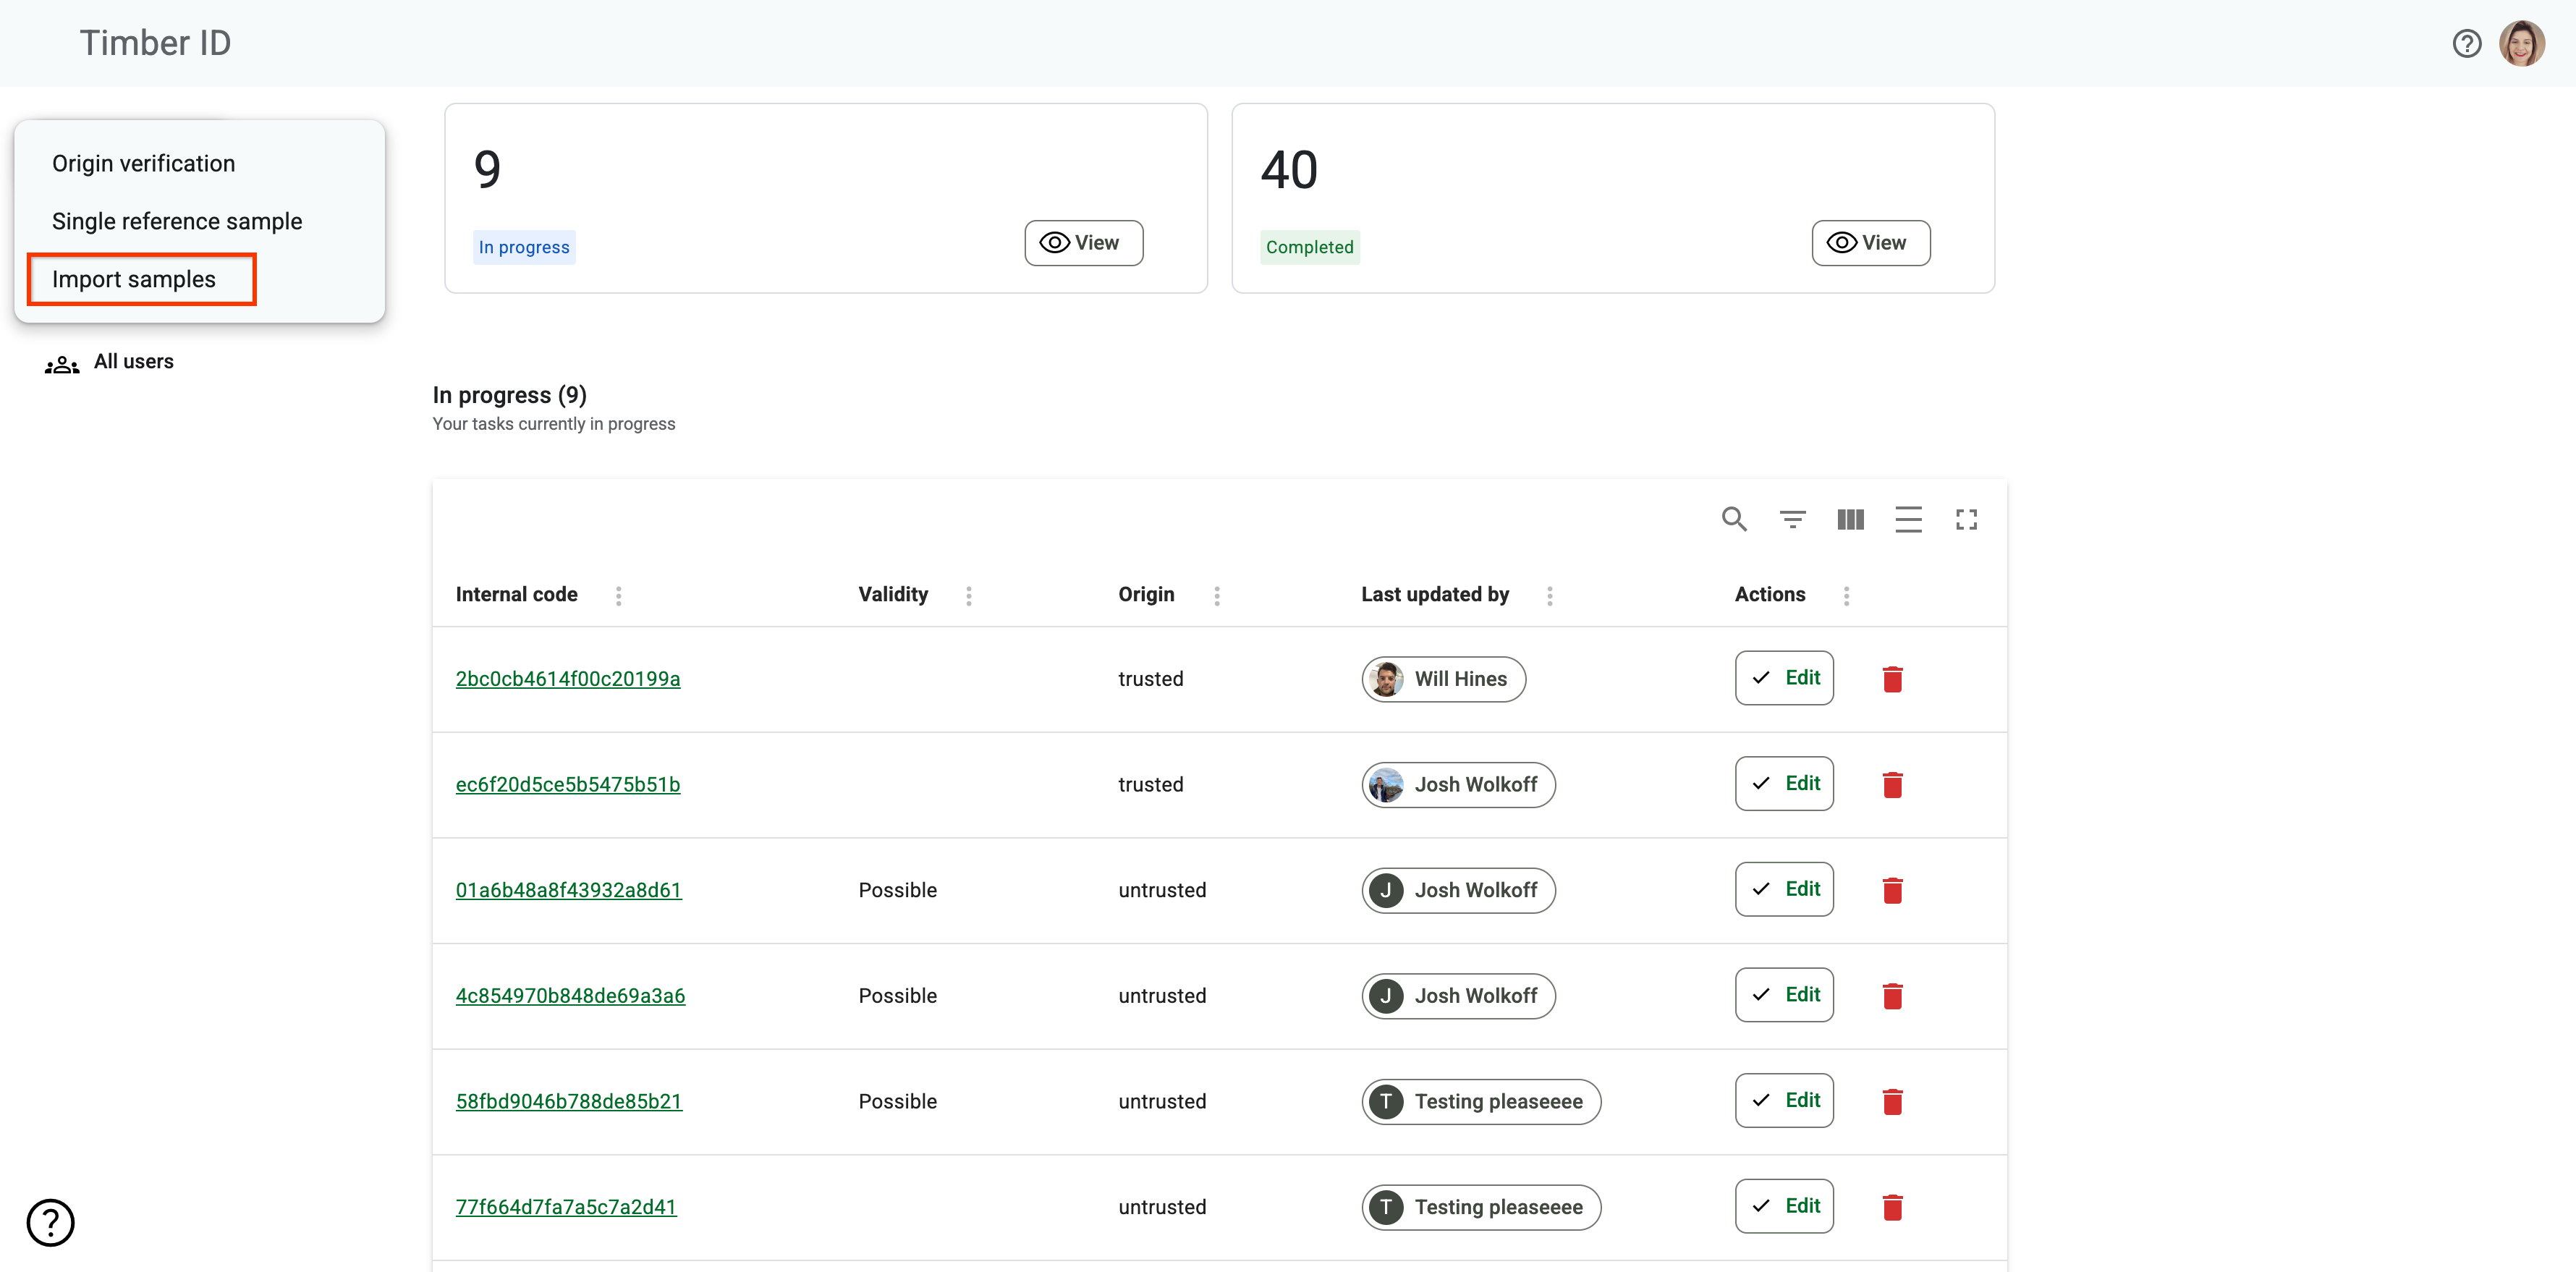 Timber ID
Origin verification
Single reference sample
Import samples
All users
9
In progress
View
40
Completed
View
In progress (9)
Your tasks currently in progress
Internal code Validity Origin Last updated by Actions
2bc0cb4614f00c20199a trusted Will Hines Edit
ec6f20d5ce5b5475b51b trusted Josh Wolkoff Edit
01a6b48a8f43932a8d61 Possible untrusted J Josh Wolkoff Edit
4c854970b848de69a3a6 Possible untrusted J Josh Wolkoff Edit
58fbd9046b788de85b21 Possible untrusted T Testing pleaseeee Edit
77f664d7fa7a5c7a2d41 untrusted T Testing pleaseeee Edit